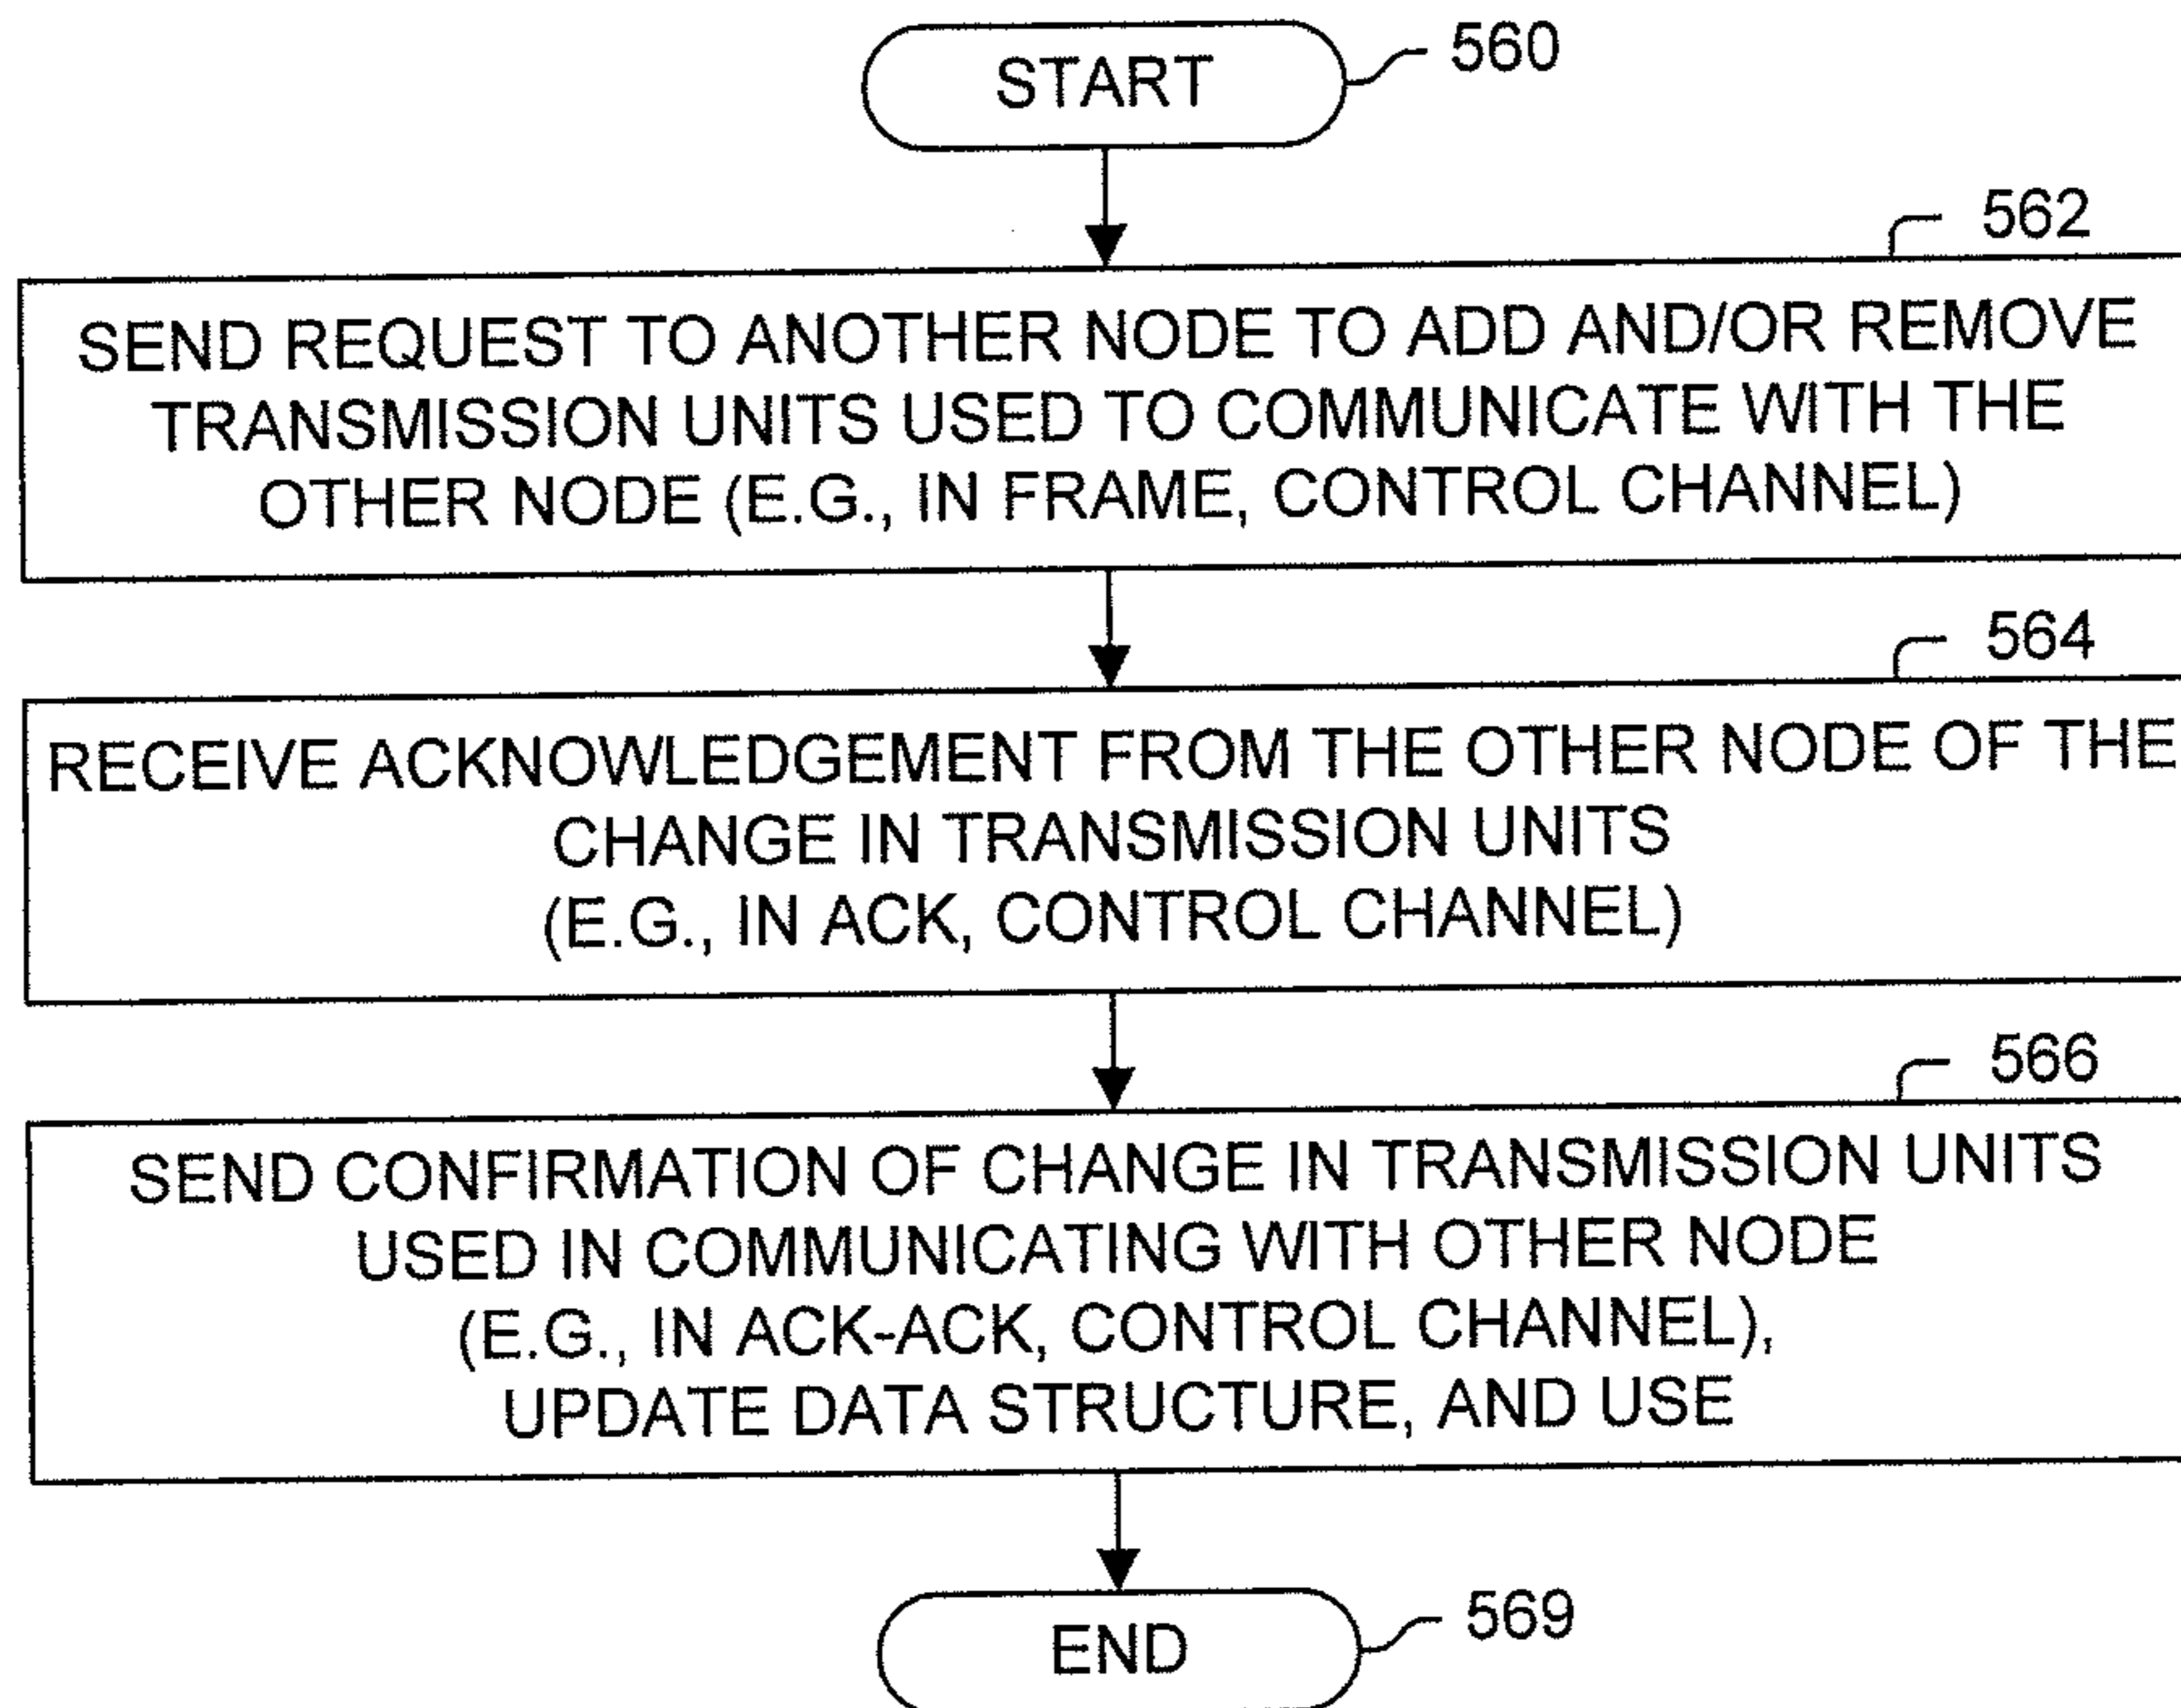 START
560
562
SEND REQUEST TO ANOTHER NODE TO ADD AND/OR REMOVE
TRANSMISSION UNITS USED TO COMMUNICATE WITH THE
OTHER NODE (E.G., IN FRAME, CONTROL CHANNEL)
564
RECEIVE ACKNOWLEDGEMENT FROM THE OTHER NODE OF THE
CHANGE IN TRANSMISSION UNITS
(E.G., IN ACK, CONTROL CHANNEL)
566
SEND CONFIRMATION OF CHANGE IN TRANSMISSION UNITS
USED IN COMMUNICATING WITH OTHER NODE
(E.G., IN ACK-ACK, CONTROL CHANNEL),
UPDATE DATA STRUCTURE, AND USE
END
569